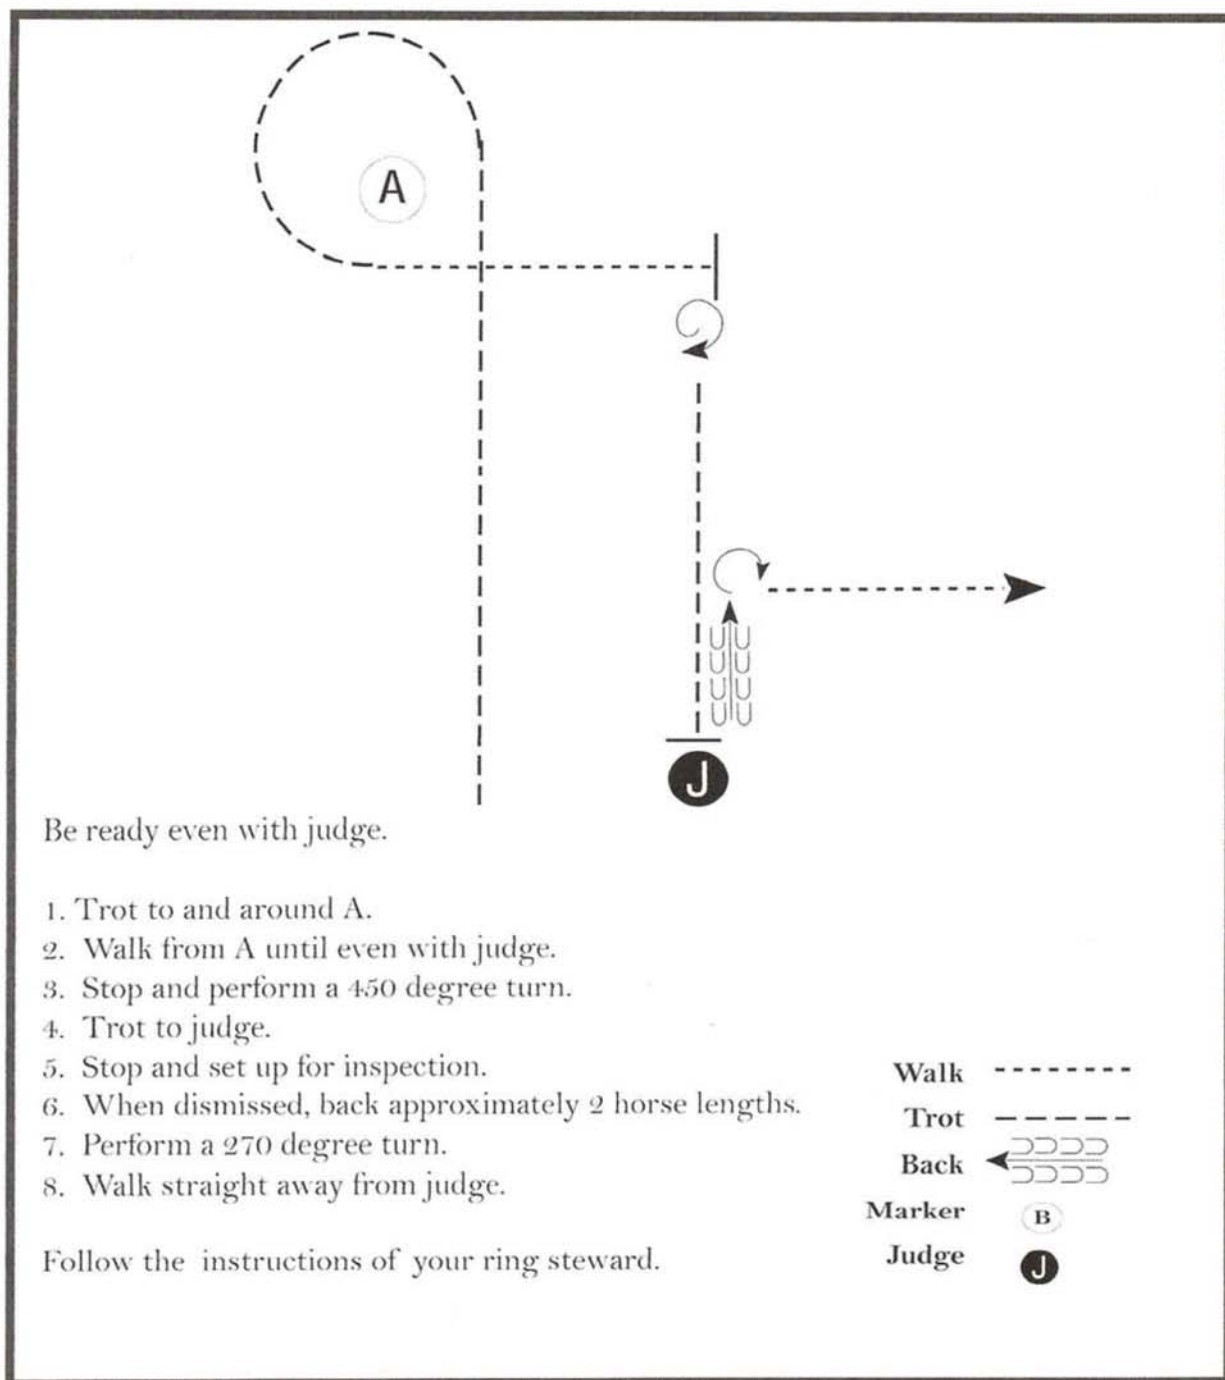 A
J
Be ready even with judge.
1. Trot to and around A.
2. Walk from A until even with judge.
3. Stop and perform a 450 degree turn.
4. Trot to judge.
5. Stop and set up for inspection.
6. When dismissed, back approximately 2 horse lengths.
7. Perform a 270 degree turn.
8. Walk straight away from judge.
Follow the instructions of your ring steward.
Walk
Trot
Back
Marker B
Judge J